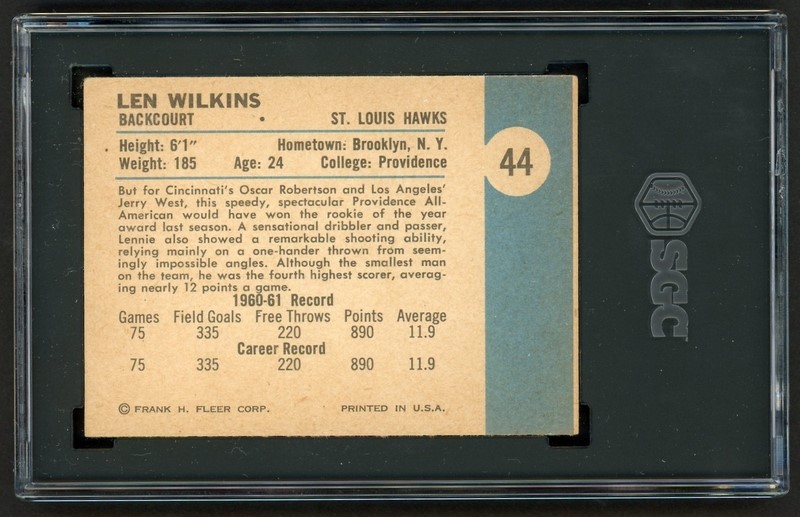 LEN WILKINS
BACKCOURT • ST. LOUIS HAWKS
Height: 6'1" Hometown: Brooklyn, N. Y.
Weight: 185 Age: 24 College: Providence
44
But for Cincinnati's Oscar Robertson and Los Angeles'
Jerry West, this speedy, spectacular Providence All-
American would have won the rookie of the year
award last season. A sensational dribbler and passer,
Lennie also showed a remarkable shooting ability,
relying mainly on a one-hander thrown from seem-
ingly impossible angles. Although the smallest man
on the team, he was the fourth highest scorer, averag-
ing nearly 12 points a game.
1960-61 Record
Games Field Goals Free Throws Points Average
75 335 220 890 11.9
Career Record
75 335 220 890 11.9
© FRANK H. FLEER CORP. PRINTED IN U.S.A.
SGC